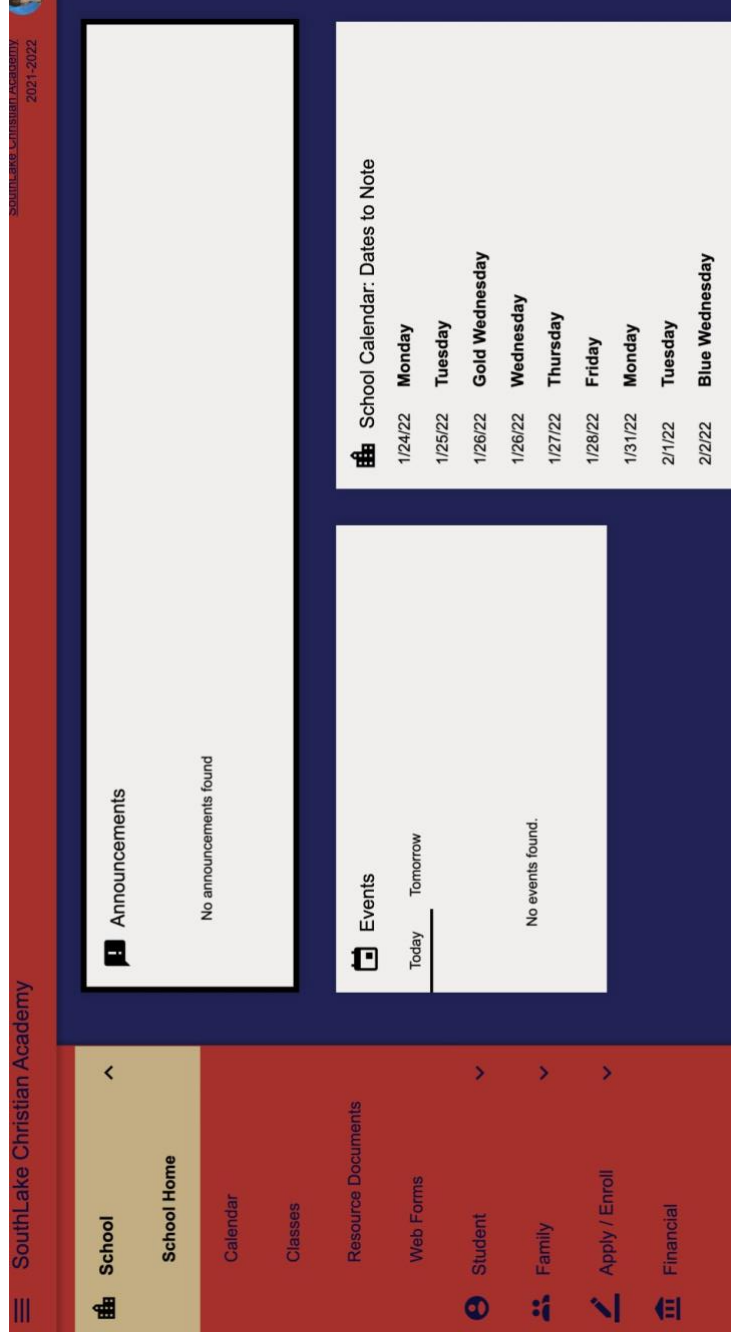 SouthLake Christian Academy
SouthLake Christian Academy
2021-2022
School
School Home
Calendar
Classes
Resource Documents
Web Forms
Student
Family
Apply / Enroll
Financial
Announcements
No announcements found
Events
Today Tomorrow
No events found.
School Calendar: Dates to Note
1/24/22 Monday
1/25/22 Tuesday
1/26/22 Gold Wednesday
1/26/22 Wednesday
1/27/22 Thursday
1/28/22 Friday
1/31/22 Monday
2/1/22 Tuesday
2/2/22 Blue Wednesday